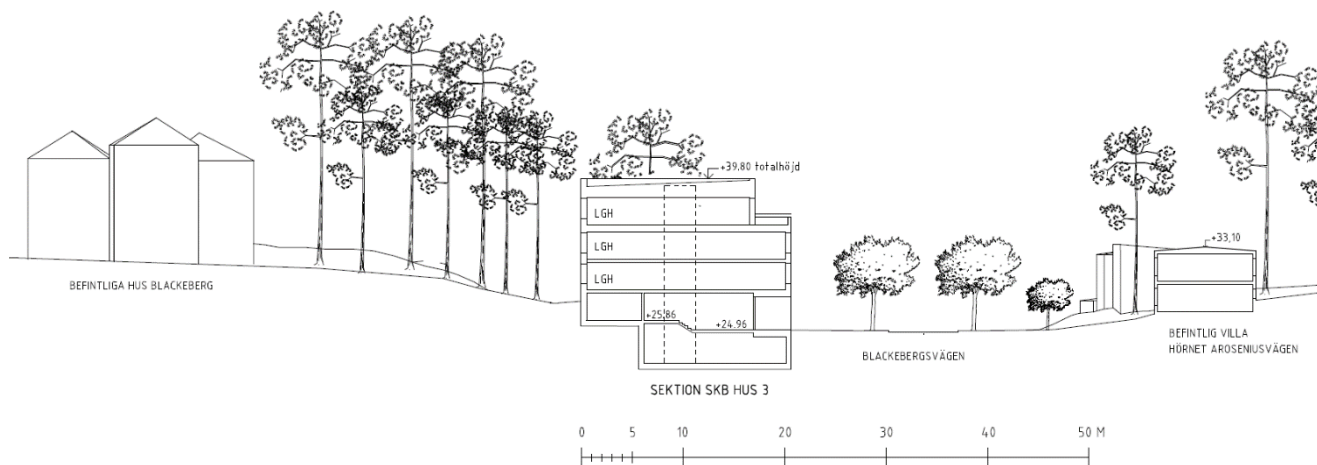 +39.80 totalhöjd
LGH
LGH
LGH
+25.86
+24.96
+33,10
BEFINTLIGA HUS BLACKEBERG
BLACKEBERGSVÄGEN
BEFINTLIG VILLA
HÖRNET AROSENIUSVÄGEN
SEKTION SKB HUS 3
0 5 10 20 30 40 50 M